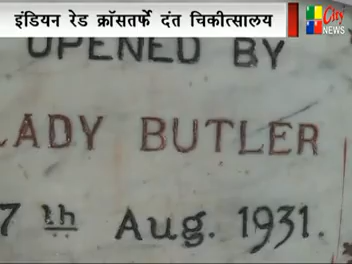 इंडियन रेड क्रॉसतर्फे दंत चिकीत्सालय
City
NEWS
OPENED BY
LADY BUTLER
7th Aug. 1931.